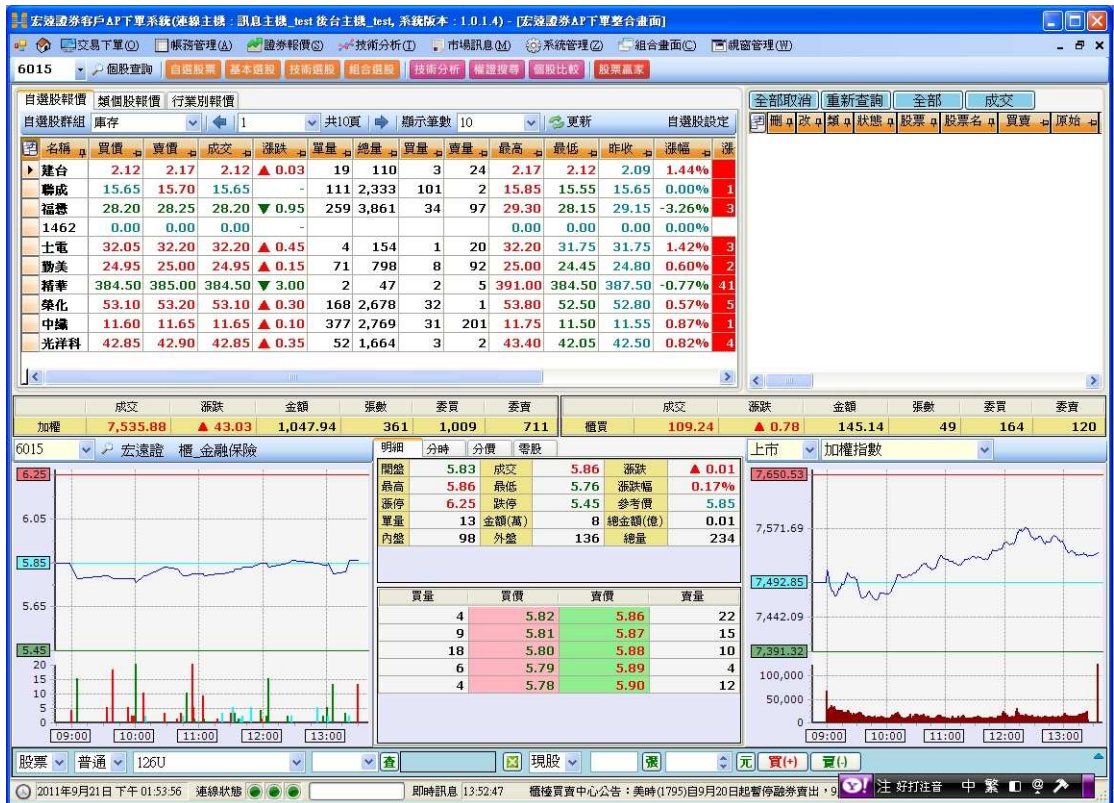 宏遠證券客戶AP下單系統(連線主機：訊息主機_test 後台主機_test, 系統版本：1.0.1.4) - [宏遠證券AP下單整合畫面]
交易下單(O) 帳務管理(A) 證券報價(S) 技術分析(T) 市場訊息(M) 系統管理(Z) 組合畫面(C) 視窗管理(W)
6015 個股查詢 自選股票 基本選股 技術選股 組合選股 技術分析 權證搜尋 個股比較 股票贏家
自選股報價 類個股報價 行業別報價
自選股群組 庫存 1 共10頁 顯示筆數 10 更新 自選股設定
名稱 買價 賣價 成交 漲跌 單量 總量 買量 賣量 最高 最低 昨收 漲幅 漲
建台 2.12 2.17 2.12 ▲ 0.03 19 110 3 24 2.17 2.12 2.09 1.44%
聯成 15.65 15.70 15.65 - 111 2,333 101 2 15.85 15.55 15.65 0.00% 1
福懋 28.20 28.25 28.20 ▼ 0.95 259 3,861 34 97 29.30 28.15 29.15 -3.26% 3
1462 0.00 0.00 0.00 - 0.00 0.00 0.00 0.00%
士電 32.05 32.20 32.20 ▲ 0.45 4 154 1 20 32.20 31.75 31.75 1.42% 3
勤美 24.95 25.00 24.95 ▲ 0.15 71 798 8 92 25.00 24.45 24.80 0.60% 2
精華 384.50 385.00 384.50 ▼ 3.00 2 47 2 5 391.00 384.50 387.50 -0.77% 41
榮化 53.10 53.20 53.10 ▲ 0.30 168 2,678 32 1 53.80 52.50 52.80 0.57% 5
中纖 11.60 11.65 11.65 ▲ 0.10 377 2,769 31 201 11.75 11.50 11.55 0.87% 1
光洋科 42.85 42.90 42.85 ▲ 0.35 52 1,664 3 2 43.40 42.05 42.50 0.82% 4
全部取消 重新查詢 全部 成交
刪 改 類 狀態 股票 股票名 買賣 原始
成交 漲跌 金額 張數 委買 委賣
加權 7,535.88 ▲ 43.03 1,047.94 361 1,009 711
成交 漲跌 金額 張數 委買 委賣
櫃買 109.24 ▲ 0.78 145.14 49 164 120
6015 宏遠證 櫃_金融保險
6.25
6.05
5.85
5.65
5.45
20
15
10
5
0
09:00 10:00 11:00 12:00 13:00
明細 分時 分價 零股
開盤 5.83 成交 5.86 漲跌 ▲ 0.01
最高 5.86 最低 5.76 漲跌幅 0.17%
漲停 6.25 跌停 5.45 參考價 5.85
單量 13 金額(萬) 8 總金額(億) 0.01
內盤 98 外盤 136 總量 234
買量 買價 賣價 賣量
4 5.82 5.86 22
9 5.81 5.87 15
18 5.80 5.88 10
6 5.79 5.89 4
4 5.78 5.90 12
上市 加權指數
7,650.53
7,571.69
7,492.85
7,442.09
7,391.32
100,000
50,000
0
09:00 10:00 11:00 12:00 13:00
股票 普通 126U 查 現股 張 元 買(+) 賣(-)
2011年9月21日 下午 01:53:56 連線狀態 即時訊息 13:52:47 櫃檯買賣中心公告：美時(1795)自9月20日起暫停融券賣出，9
Y! 注 好打注音 中 繁